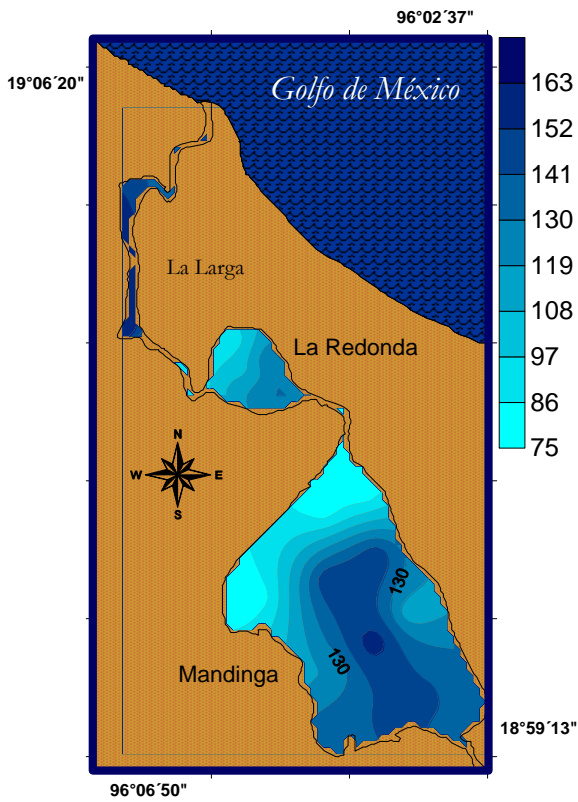 96°02´37"
19°06´20"
Golfo de México
163
152
141
130
119
108
97
86
75
La Larga
La Redonda
N
W
E
S
130
130
Mandinga
18°59´13"
96°06´50"